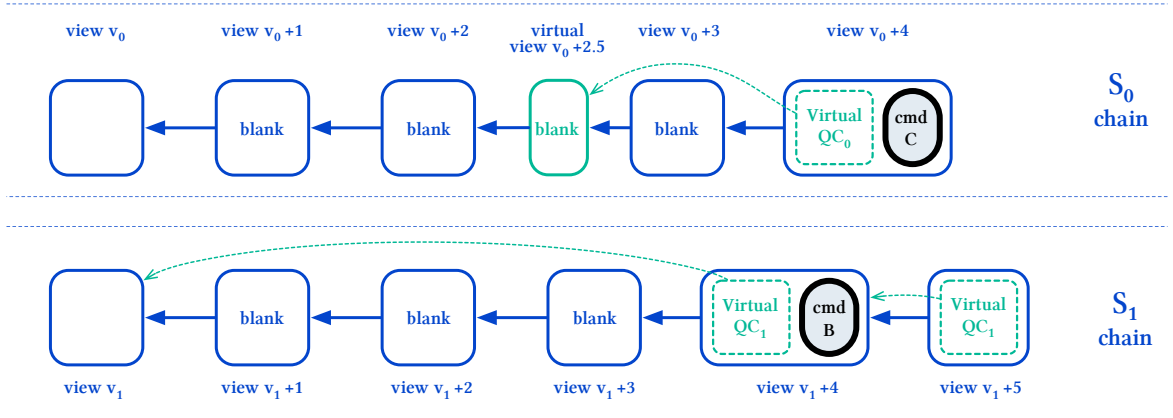 view v₀
view v₀+1
view v₀+2
virtual
view v₀+2.5
view v₀+3
view v₀+4
blank
blank
blank
blank
Virtual
QC₀
cmd
C
S₀
chain
blank
blank
blank
Virtual
QC₁
cmd
B
Virtual
QC₁
S₁
chain
view v₁
view v₁+1
view v₁+2
view v₁+3
view v₁+4
view v₁+5